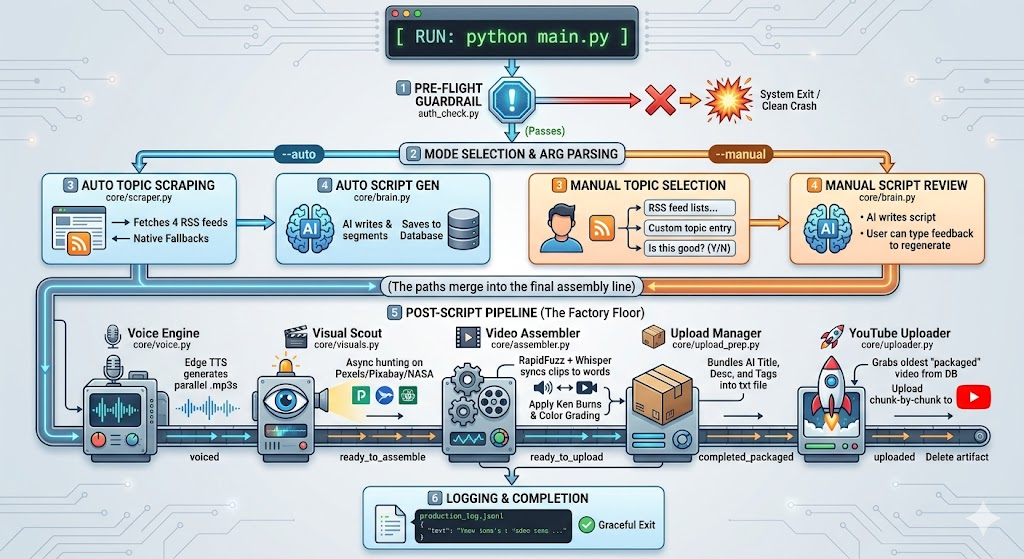 [ RUN: python main.py ]
1 PRE-FLIGHT
GUARDRAIL
auth_check.py
System Exit /
Clean Crash
(Passes)
--auto
2 MODE SELECTION & ARG PARSING
--manual
3 AUTO TOPIC SCRAPING
core/scraper.py
Fetches 4 RSS feeds
Native Fallbacks
4 AUTO SCRIPT GEN
core/brain.py
AI
AI writes &
segments
Saves to
Database
3 MANUAL TOPIC SELECTION
RSS feed lists...
Custom topic entry
Is this good? (Y/N)
4 MANUAL SCRIPT REVIEW
core/brain.py
AI
• AI writes script
• User can type feedback
to regenerate
(The paths merge into the final assembly line)
5 POST-SCRIPT PIPELINE (The Factory Floor)
Voice Engine
core/voice.py
Edge TTS
generates
parallel .mp3s
Visual Scout
core/visuals.py
Async hunting on
Pexels/Pixabay/NASA
Video Assembler
core/assembler.py
RapidFuzz + Whisper
syncs clips to words
Apply Ken Burns
& Color Grading
Upload Manager
core/upload_prep.py
Bundles AI Title,
Desc, and Tags
into txt file
YouTube Uploader
core/uploader.py
Grabs oldest "packaged"
video from DB
Upload
chunk-by-chunk to
voiced
ready_to_assemble
ready_to_upload
completed_packaged
uploaded
Delete artifact
6 LOGGING & COMPLETION
production_log.jsonl
{
"text":
}
Graceful Exit